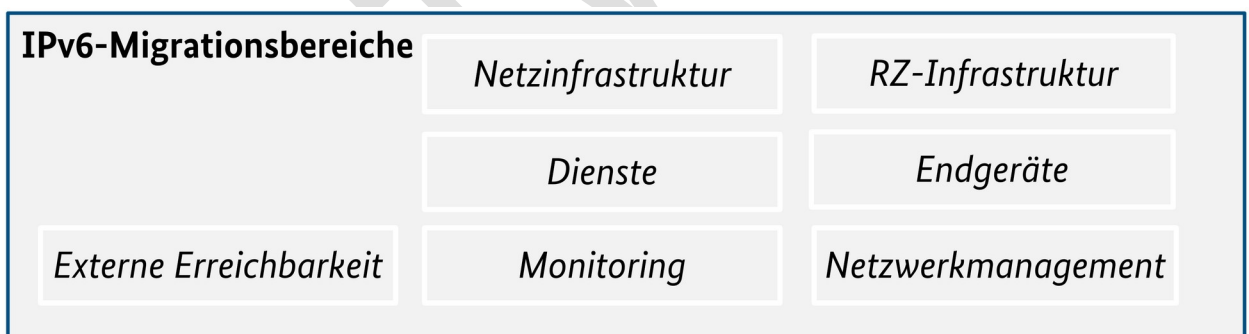 IPv6-Migrationsbereiche
Netzinfrastruktur
RZ-Infrastruktur
Dienste
Endgeräte
Externe Erreichbarkeit
Monitoring
Netzwerkmanagement